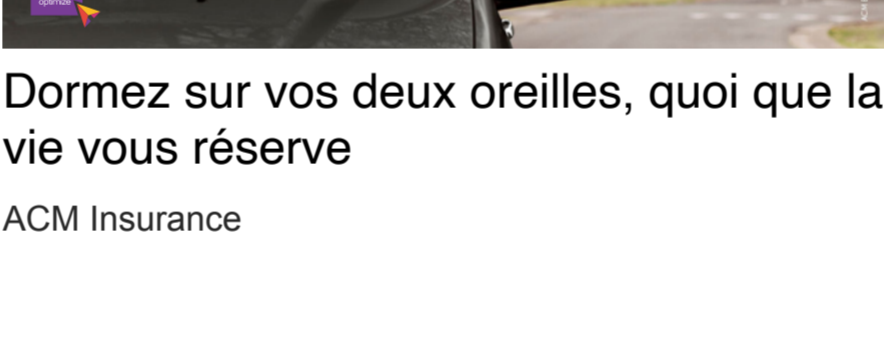 optimize
Dormez sur vos deux oreilles, quoi que la
vie vous réserve
ACM Insurance